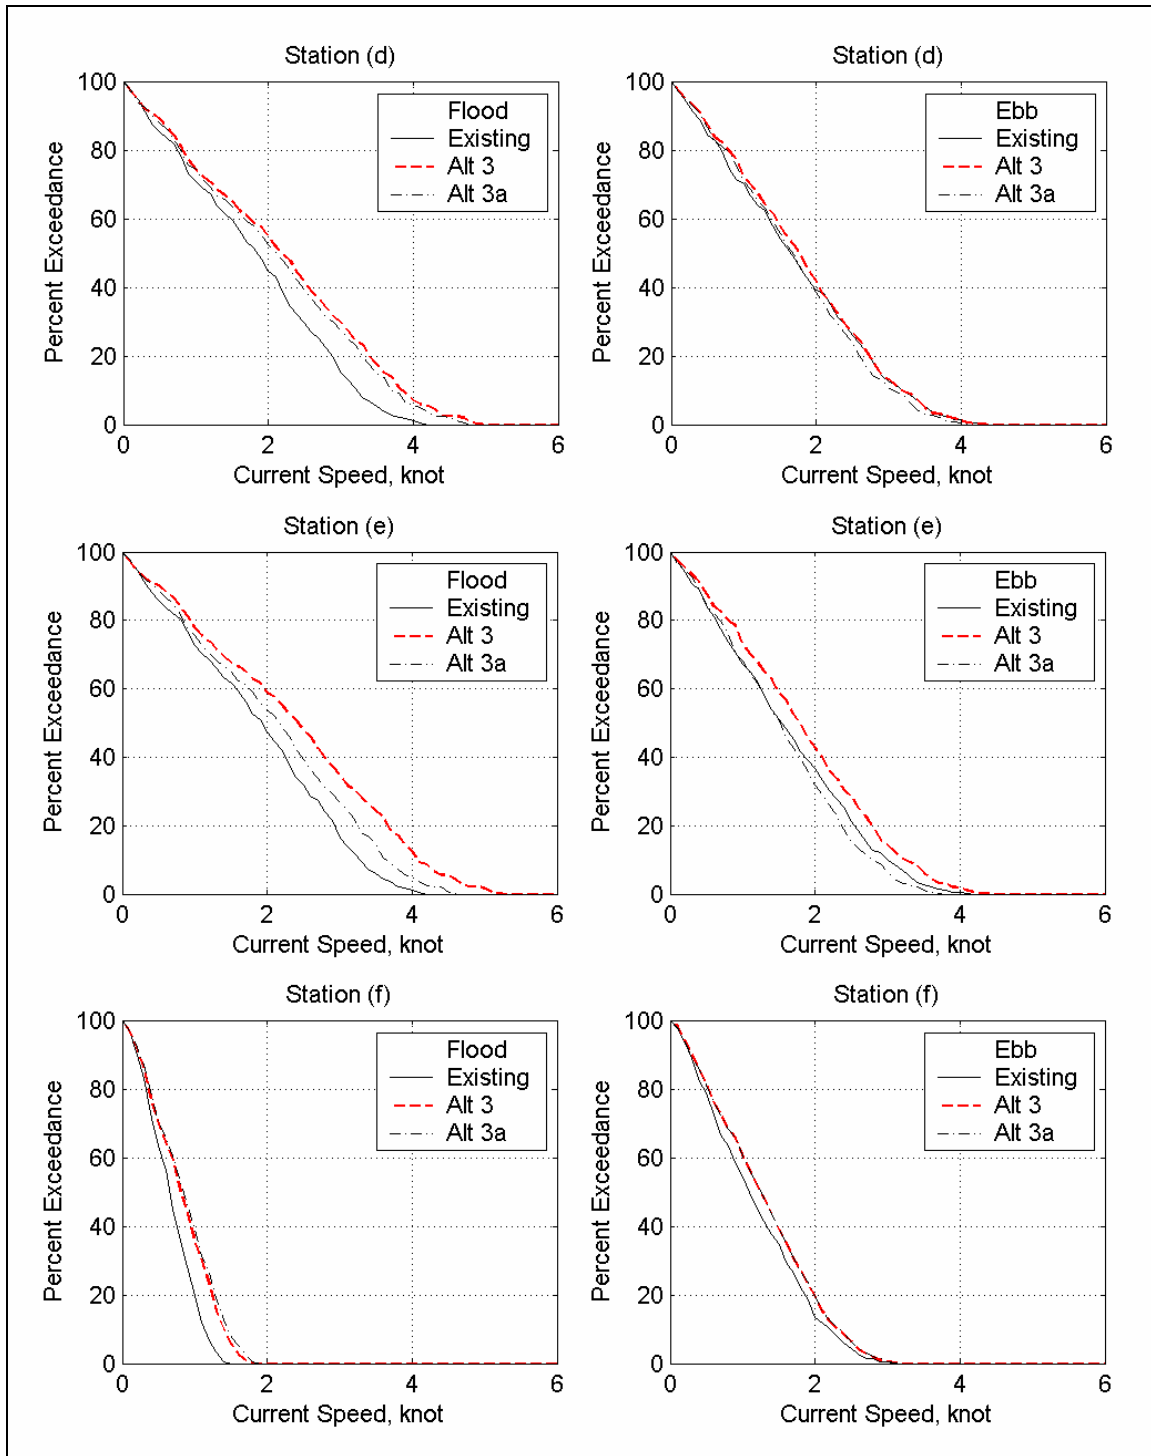 Station (d)
100
80
60
40
20
0
Percent Exceedance
0 2 4 6
Current Speed, knot
Flood
Existing
Alt 3
Alt 3a
Station (d)
100
80
60
40
20
0
Percent Exceedance
0 2 4 6
Current Speed, knot
Ebb
Existing
Alt 3
Alt 3a
Station (e)
100
80
60
40
20
0
Percent Exceedance
0 2 4 6
Current Speed, knot
Flood
Existing
Alt 3
Alt 3a
Station (e)
100
80
60
40
20
0
Percent Exceedance
0 2 4 6
Current Speed, knot
Ebb
Existing
Alt 3
Alt 3a
Station (f)
100
80
60
40
20
0
Percent Exceedance
0 2 4 6
Current Speed, knot
Flood
Existing
Alt 3
Alt 3a
Station (f)
100
80
60
40
20
0
Percent Exceedance
0 2 4 6
Current Speed, knot
Ebb
Existing
Alt 3
Alt 3a